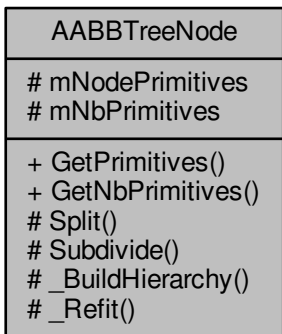 AABBTreeNode
# mNodePrimitives
# mNbPrimitives
+ GetPrimitives()
+ GetNbPrimitives()
# Split()
# Subdivide()
# _BuildHierarchy()
# _Refit()